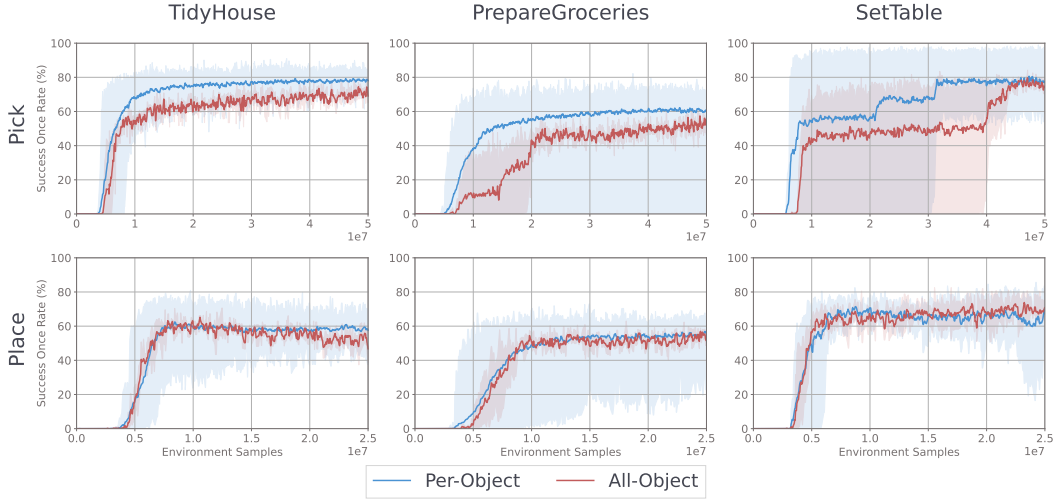 TidyHouse PrepareGroceries SetTable
Pick
Success Once Rate (%)
100 80 60 40 20 0
0 1 2 3 4 5
1e7
100 80 60 40 20 0
0 1 2 3 4 5
1e7
100 80 60 40 20 0
0 1 2 3 4 5
1e7
Place
Success Once Rate (%)
100 80 60 40 20 0
0.0 0.5 1.0 1.5 2.0 2.5
Environment Samples 1e7
100 80 60 40 20 0
0.0 0.5 1.0 1.5 2.0 2.5
Environment Samples 1e7
100 80 60 40 20 0
0.0 0.5 1.0 1.5 2.0 2.5
Environment Samples 1e7
Per-Object All-Object